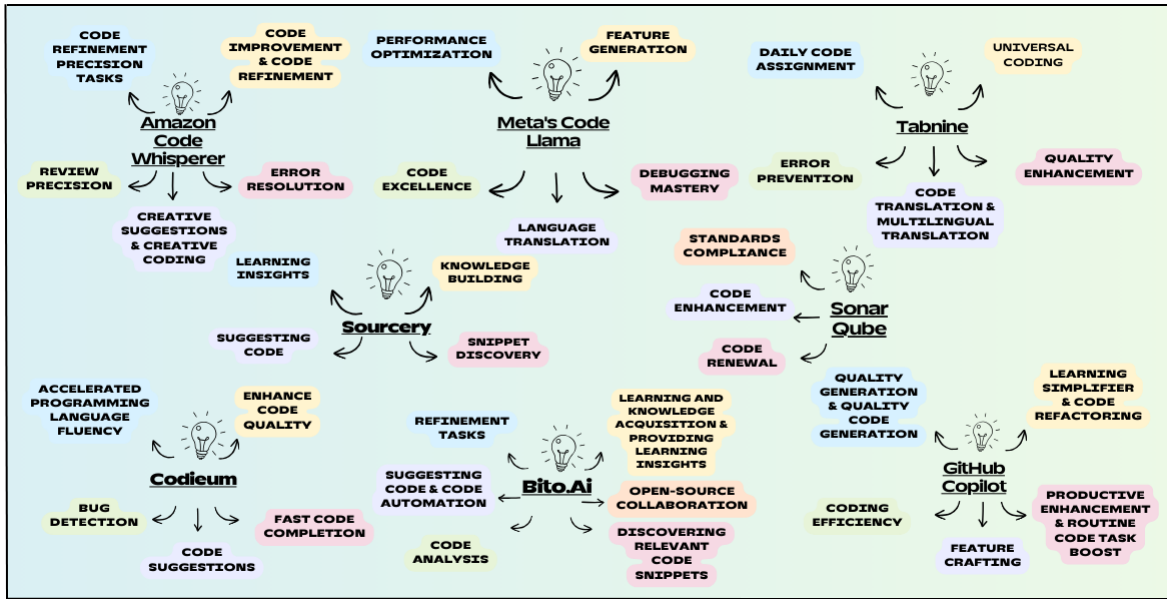 CODE
REFINEMENT
PRECISION
TASKS
CODE
IMPROVEMENT
& CODE
REFINEMENT
Amazon
Code
Whisperer
REVIEW
PRECISION
ERROR
RESOLUTION
CREATIVE
SUGGESTIONS
& CREATIVE
CODING
PERFORMANCE
OPTIMIZATION
FEATURE
GENERATION
Meta's Code
Llama
CODE
EXCELLENCE
DEBUGGING
MASTERY
LANGUAGE
TRANSLATION
DAILY CODE
ASSIGNMENT
UNIVERSAL
CODING
Tabnine
ERROR
PREVENTION
QUALITY
ENHANCEMENT
CODE
TRANSLATION &
MULTILINGUAL
TRANSLATION
LEARNING
INSIGHTS
KNOWLEDGE
BUILDING
Sourcery
SUGGESTING
CODE
SNIPPET
DISCOVERY
STANDARDS
COMPLIANCE
CODE
ENHANCEMENT
Sonar
Qube
CODE
RENEWAL
ACCELERATED
PROGRAMMING
LANGUAGE
FLUENCY
ENHANCE
CODE
QUALITY
Codieum
BUG
DETECTION
FAST CODE
COMPLETION
CODE
SUGGESTIONS
REFINEMENT
TASKS
LEARNING AND
KNOWLEDGE
ACQUISITION &
PROVIDING
LEARNING
INSIGHTS
SUGGESTING
CODE & CODE
AUTOMATION
Bito.Ai
OPEN-SOURCE
COLLABORATION
CODE
ANALYSIS
DISCOVERING
RELEVANT
CODE
SNIPPETS
QUALITY
GENERATION
& QUALITY
CODE
GENERATION
LEARNING
SIMPLIFIER
& CODE
REFACTORING
GitHub
Copilot
CODING
EFFICIENCY
PRODUCTIVE
ENHANCEMENT
& ROUTINE
CODE TASK
BOOST
FEATURE
CRAFTING